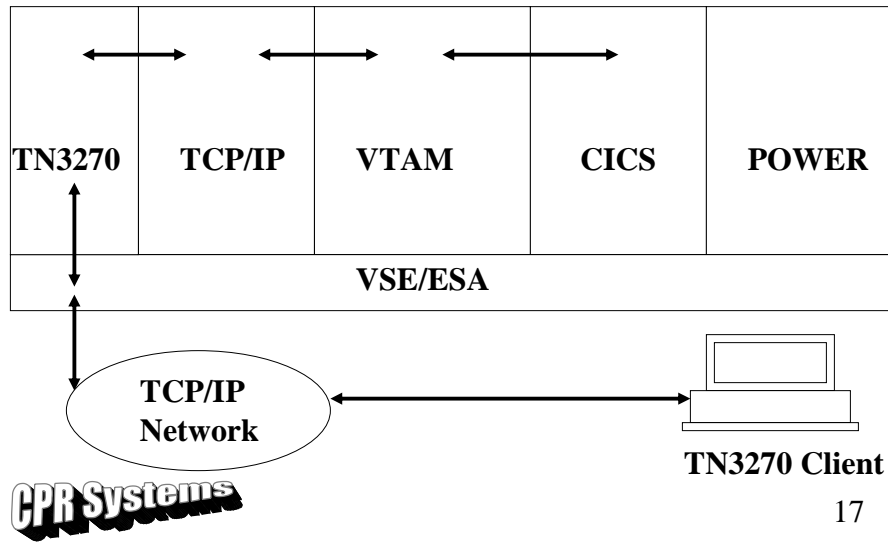 TN3270 TCP/IP VTAM CICS POWER
VSE/ESA
TCP/IP
Network
TN3270 Client
CPR Systems
17